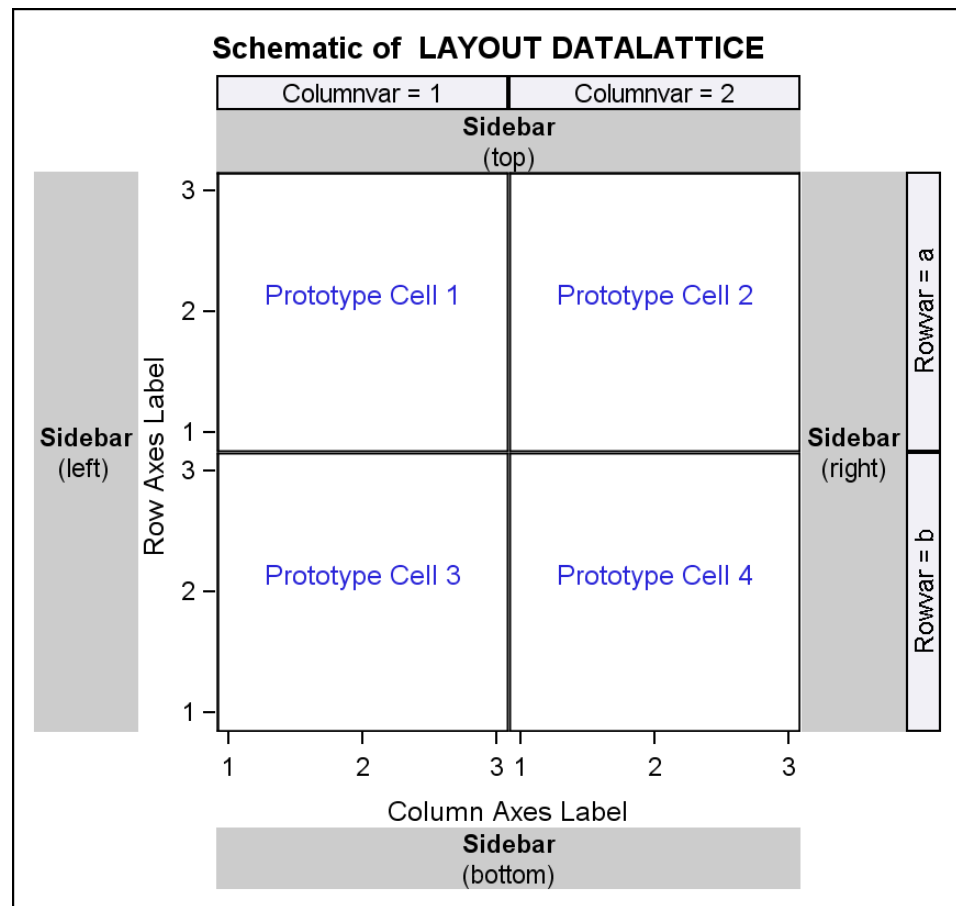 Schematic of  LAYOUT DATALATTICE
Columnvar = 1
Columnvar = 2
Sidebar
(top)
3
2
1
Prototype Cell 1
Prototype Cell 2
Rowvar = a
Sidebar
(left)
Row Axes Label
Sidebar
(right)
3
2
1
Prototype Cell 3
Prototype Cell 4
Rowvar = b
1 2 3 1 2 3
Column Axes Label
Sidebar
(bottom)